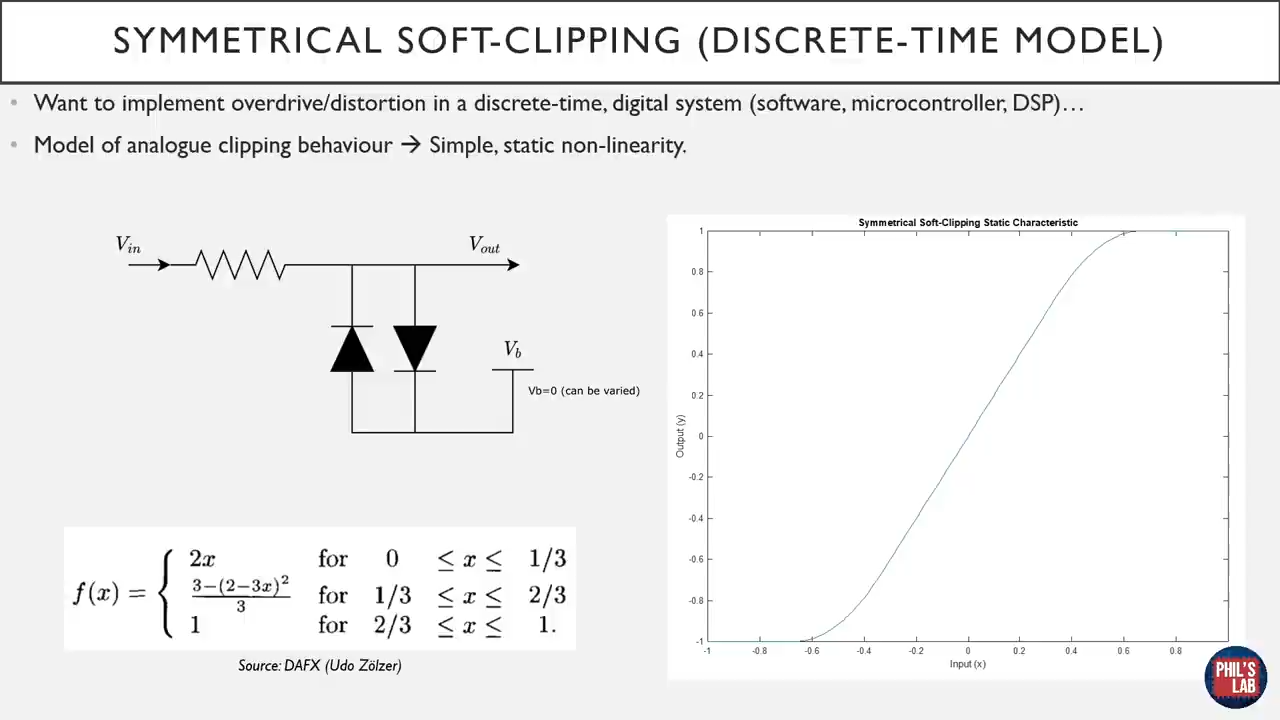 SYMMETRICAL SOFT-CLIPPING (DISCRETE-TIME MODEL)
• Want to implement overdrive/distortion in a discrete-time, digital system (software, microcontroller, DSP)…
• Model of analogue clipping behaviour → Simple, static non-linearity.
V_in
V_out
V_b
Vb=0 (can be varied)
f(x) = { 2x for 0 ≤ x ≤ 1/3
(3−(2−3x)²)/3 for 1/3 ≤ x ≤ 2/3
1 for 2/3 ≤ x ≤ 1.
Source: DAFX (Udo Zölzer)
Symmetrical Soft-Clipping Static Characteristic
1
0.8
0.6
0.4
0.2
0
-0.2
-0.4
-0.6
-0.8
-1
Output (y)
-1 -0.8 -0.6 -0.4 -0.2 0 0.2 0.4 0.6 0.8
Input (x)
PHIL'S
LAB